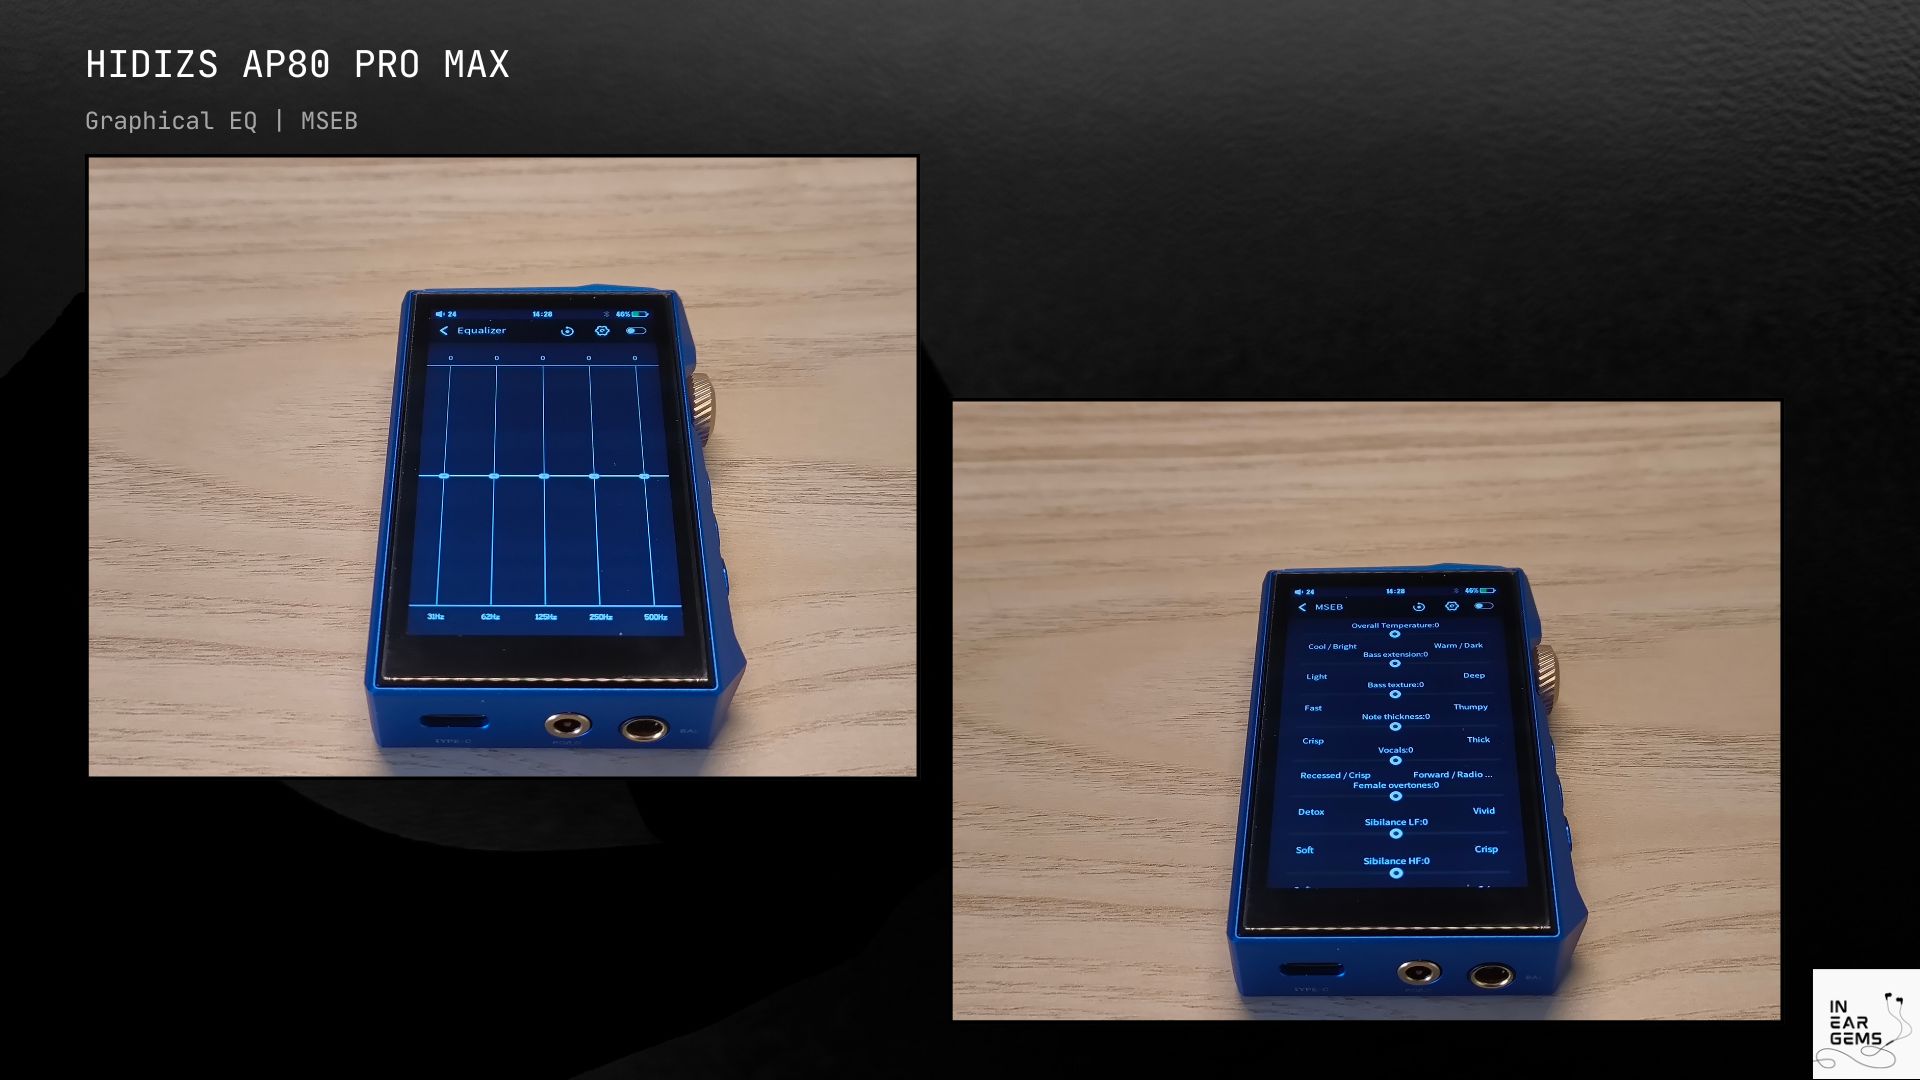 HIDIZS AP80 PRO MAX
Graphical EQ | MSEB
24 14:28 46%
Equalizer
0 0 0 0 0
31Hz 62Hz 125Hz 250Hz 500Hz
TYPE-C
24 14:28 46%
MSEB
Overall Temperature:0
Cool / Bright Warm / Dark
Bass extension:0
Light Deep
Bass texture:0
Fast Thumpy
Note thickness:0
Crisp Thick
Vocals:0
Recessed / Crisp Forward / Radio ...
Female overtones:0
Detox Vivid
Sibilance LF:0
Soft Crisp
Sibilance HF:0
TYPE-C
IN
EAR
GEMS